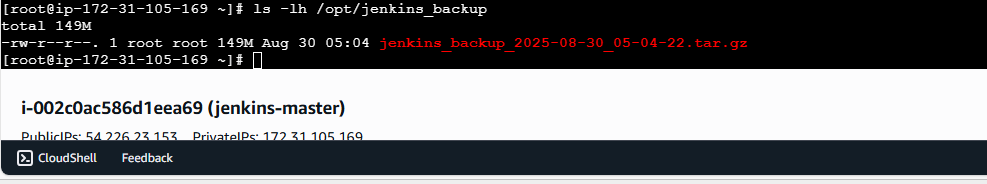 [root@ip-172-31-105-169 ~]# ls -lh /opt/jenkins_backup
total 149M
-rw-r--r--. 1 root root 149M Aug 30 05:04 jenkins_backup_2025-08-30_05-04-22.tar.gz
[root@ip-172-31-105-169 ~]#
i-002c0ac586d1eea69 (jenkins-master)
PublicIPs: 54.226.23.153 PrivateIPs: 172.31.105.169
CloudShell Feedback